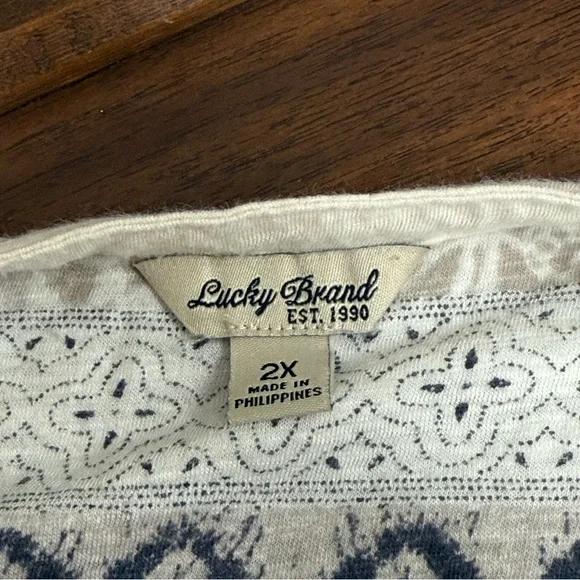 Lucky Brand
EST. 1990
2X
MADE IN
PHILIPPINES